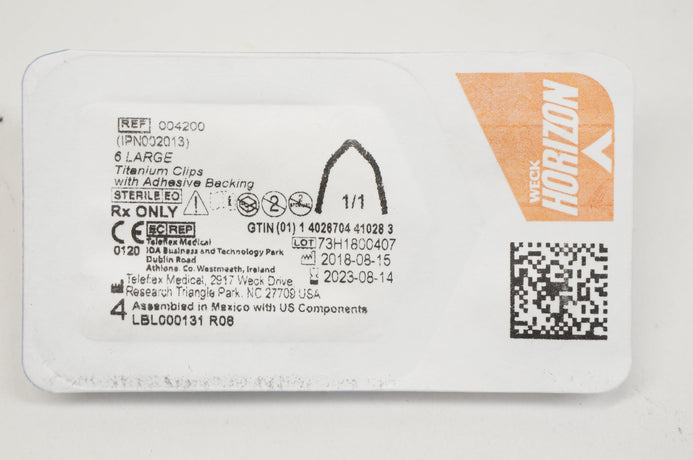 REF 004200
(IPN002013)
6 LARGE
Titanium Clips
with Adhesive Backing
STERILE EO
Rx ONLY
1/1
GTIN (01) 1 4026704 41028 3
EC REP
LOT 73H1800407
0120
Teleflex Medical
IDA Business and Technology Park
Dublin Road
Athlone, Co. Westmeath, Ireland
2018-08-15
2023-08-14
Teleflex Medical, 2917 Weck Drive
Research Triangle Park, NC 27709 USA
4 Assembled in Mexico with US Components
LBL000131 R06
WECK
HORIZON